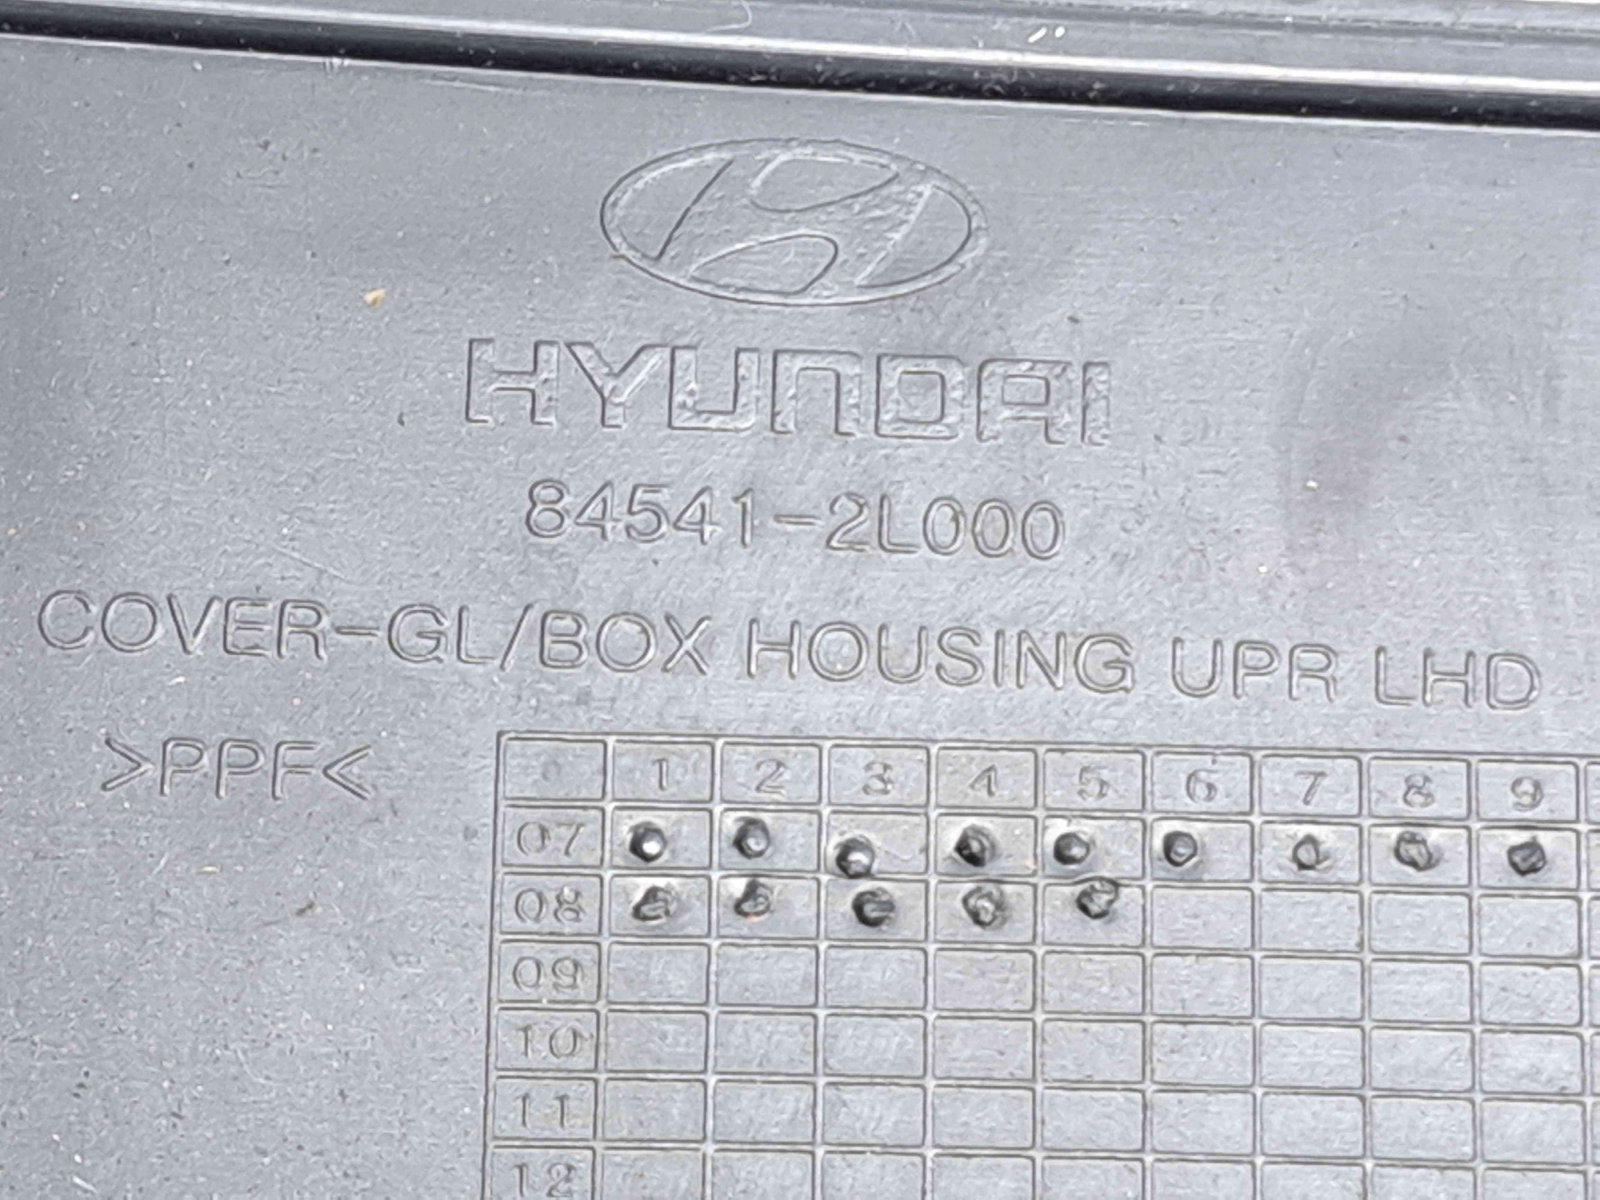 HYUNDAI
84541-2L000
COVER-GL/BOX HOUSING UPR LHD
>PPF<
1 2 3 4 5 6 7 8 9
07
08
09
10
11
12